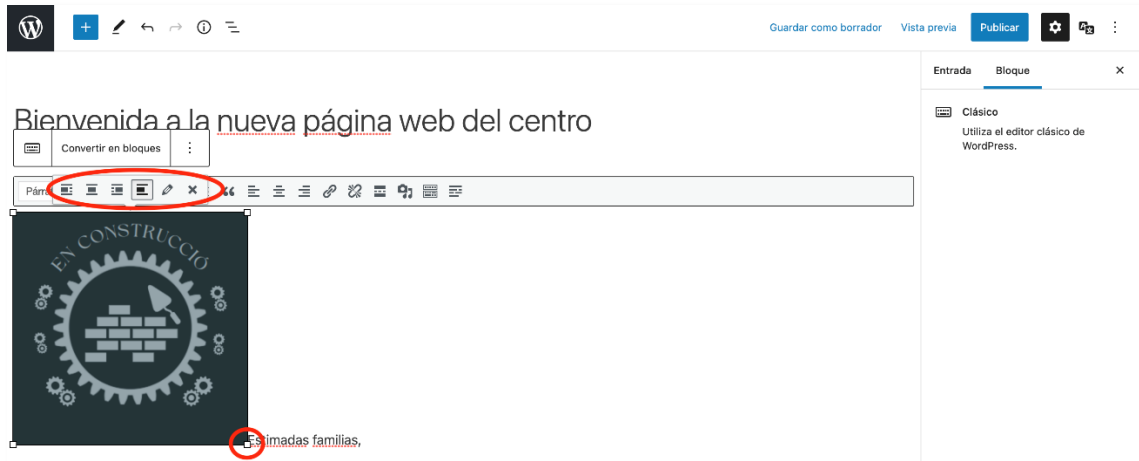 Guardar como borrador Vista previa Publicar
Entrada Bloque
Clásico
Utiliza el editor clásico de
WordPress.
Bienvenida a la nueva página web del centro
Convertir en bloques
Párra
EN CONSTRUCCIÓ
Estimadas familias,